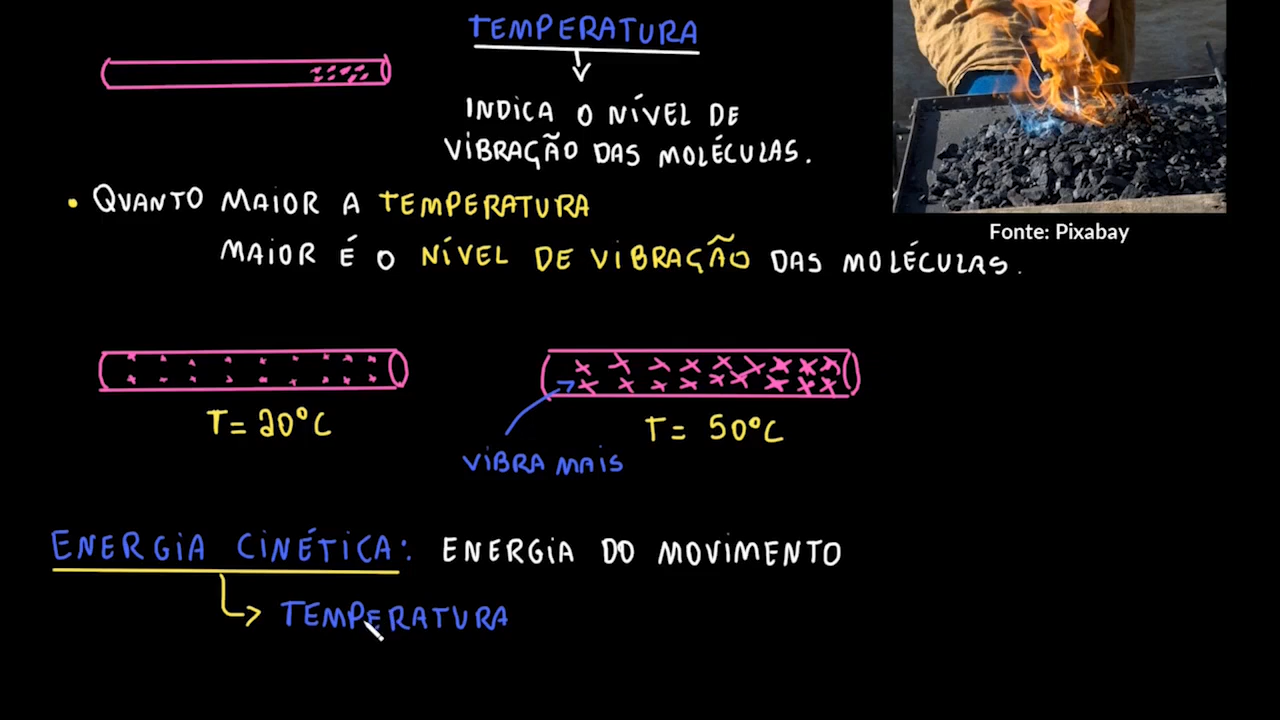 TEMPERATURA
INDICA O NÍVEL DE
VIBRAÇÃO DAS MOLÉCULAS.
Fonte: Pixabay
• QUANTO MAIOR A TEMPERATURA
MAIOR É O NÍVEL DE VIBRAÇÃO DAS MOLÉCULAS.
T = 20°C
T = 50°C
VIBRA MAIS
ENERGIA CINÉTICA: ENERGIA DO MOVIMENTO
TEMPERATURA